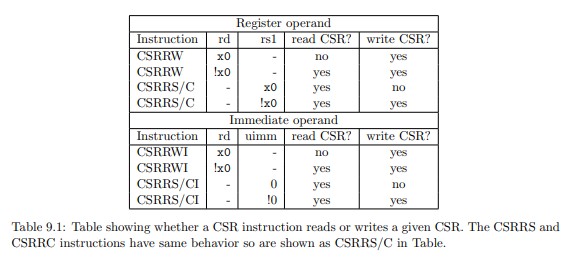 Register operand
Instruction rd rs1 read CSR? write CSR?
CSRRW x0 - no yes
CSRRW !x0 - yes yes
CSRRS/C - x0 yes no
CSRRS/C - !x0 yes yes
Immediate operand
Instruction rd uimm read CSR? write CSR?
CSRRWI x0 - no yes
CSRRWI !x0 - yes yes
CSRRS/CI - 0 yes no
CSRRS/CI - !0 yes yes
Table 9.1: Table showing whether a CSR instruction reads or writes a given CSR. The CSRRS and
CSRRC instructions have same behavior so are shown as CSRRS/C in Table.